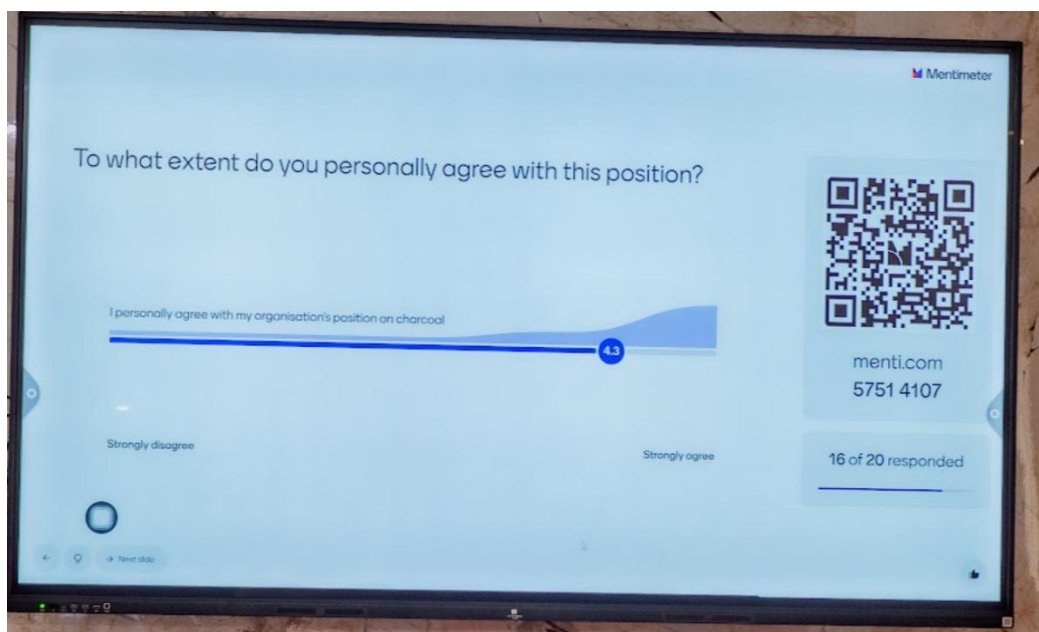 Mentimeter
To what extent do you personally agree with this position?
I personally agree with my organisation's position on charcoal
4.3
Strongly disagree
Strongly agree
menti.com
5751 4107
16 of 20 responded
Next slide